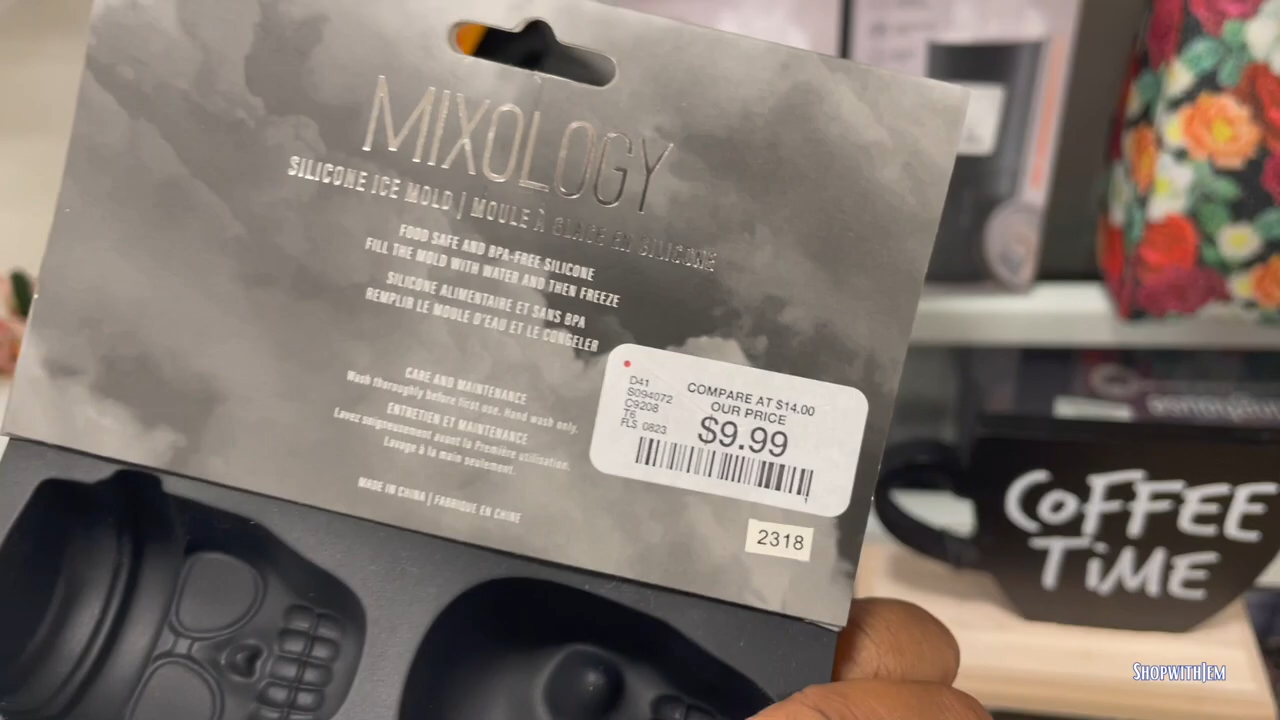 MIXOLOGY
SILICONE ICE MOLD | MOULE À GLACE EN SILICONE
FOOD SAFE AND BPA-FREE SILICONE
FILL THE MOLD WITH WATER AND THEN FREEZE
SILICONE ALIMENTAIRE ET SANS BPA
REMPLIR LE MOULE D'EAU ET LE CONGELER
CARE AND MAINTENANCE
Wash thoroughly before first use. Hand wash only.
ENTRETIEN ET MAINTENANCE
Lavez soigneusement avant la Première utilisation.
Lavage à la main seulement.
MADE IN CHINA | FABRIQUE EN CHINE
D41
S094072
C9208
T6
FLS 0823
COMPARE AT $14.00
OUR PRICE
$9.99
1
2318
COFFEE
TiME
SHOPWITHJEM